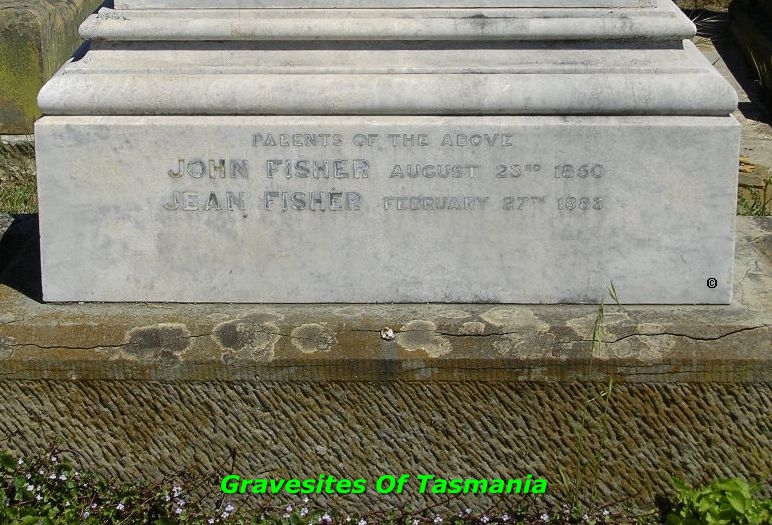 PARENTS OF THE ABOVE
JOHN FISHER AUGUST 23RD 1860
JEAN FISHER FEBRUARY 27TH 1883
©
Gravesites Of Tasmania